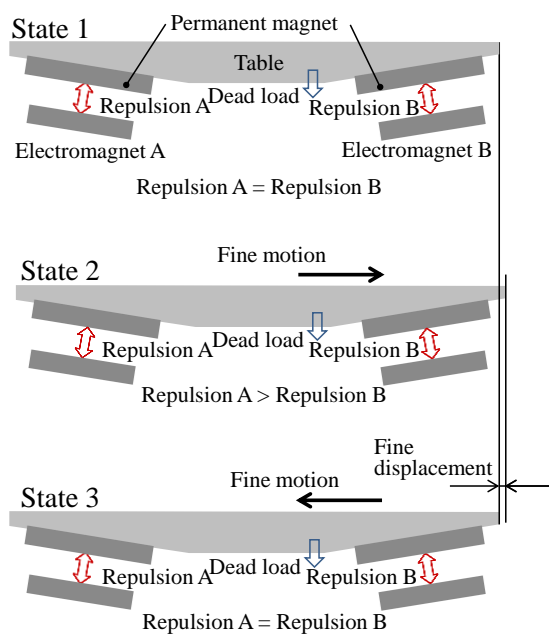 Permanent magnet
State 1
Table
Dead load
Repulsion A
Repulsion B
Electromagnet A
Electromagnet B
Repulsion A = Repulsion B
Fine motion
State 2
Dead load
Repulsion A
Repulsion B
Repulsion A > Repulsion B
Fine
displacement
Fine motion
State 3
Dead load
Repulsion A
Repulsion B
Repulsion A = Repulsion B